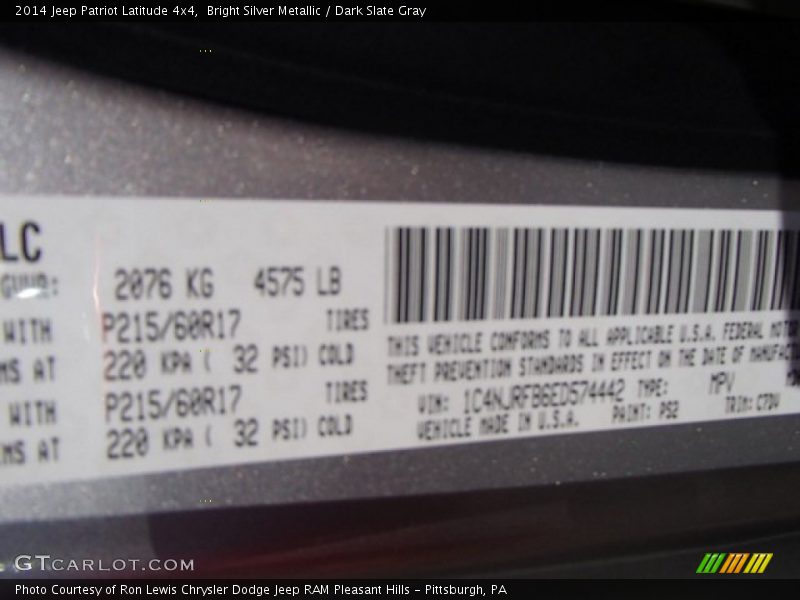 2014 Jeep Patriot Latitude 4x4,  Bright Silver Metallic / Dark Slate Gray
LC
GVWR: 2076 KG 4575 LB
WITH P215/60R17 TIRES
MS AT 220 KPA ( 32 PSI) COLD
WITH P215/60R17 TIRES
MS AT 220 KPA ( 32 PSI) COLD
THIS VEHICLE CONFORMS TO ALL APPLICABLE U.S.A. FEDERAL MOTOR
THEFT PREVENTION STANDARDS IN EFFECT ON THE DATE OF MANUFACTU
VIN: 1C4NJRFB6ED574442 TYPE: MPV
VEHICLE MADE IN U.S.A. PAINT: PS2 TRIM: C7DV
GTCARLOT.COM
Photo Courtesy of Ron Lewis Chrysler Dodge Jeep RAM Pleasant Hills - Pittsburgh, PA